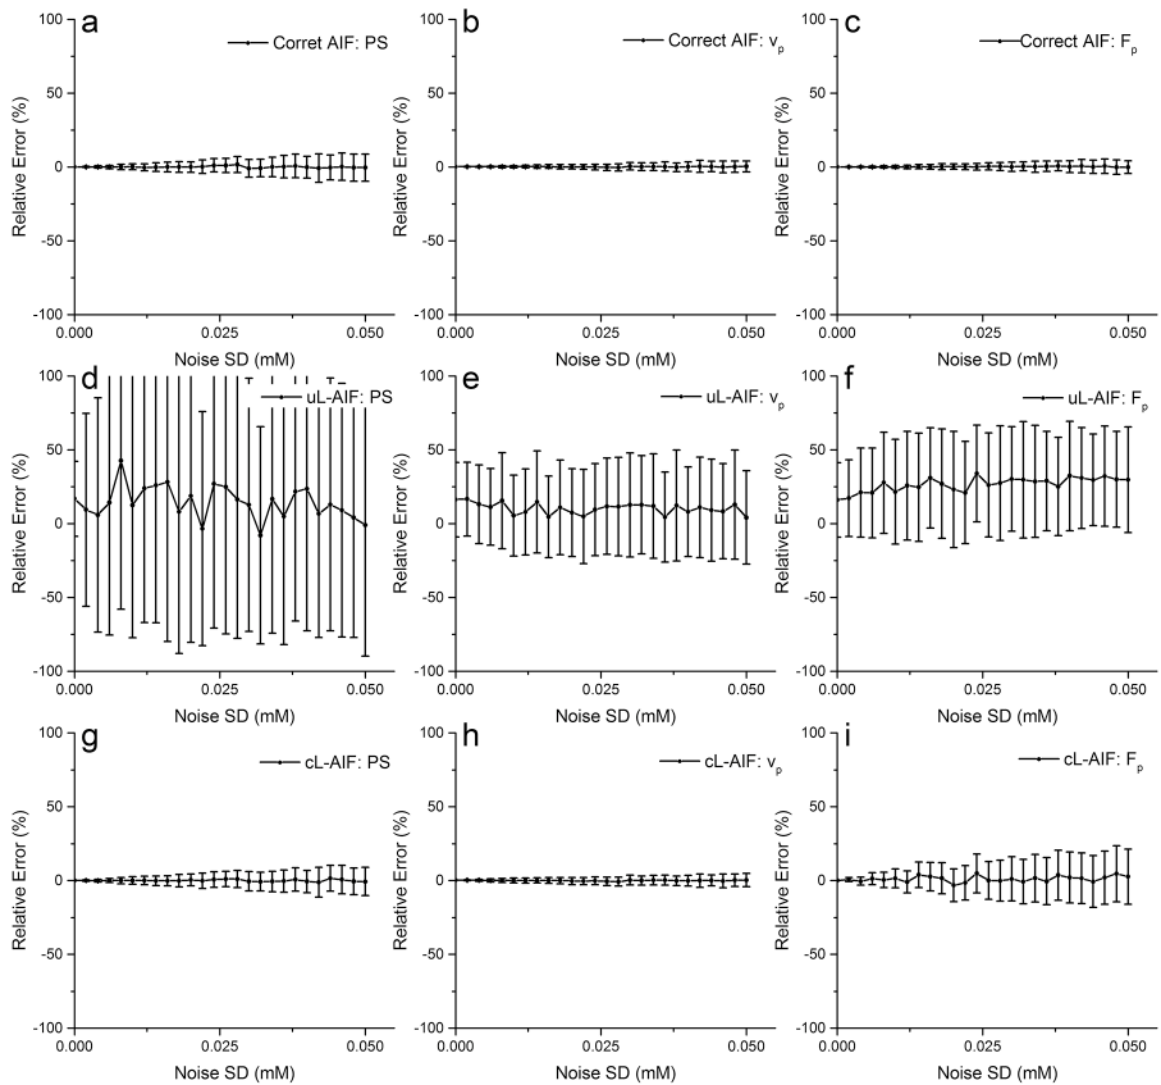 a
Corret AIF: PS
100
50
0
-50
-100
Relative Error (%)
0.000
0.025
0.050
Noise SD (mM)
b
Correct AIF: vp
100
50
0
-50
-100
Relative Error (%)
0.000
0.025
0.050
Noise SD (mM)
c
Correct AIF: Fp
100
50
0
-50
-100
Relative Error (%)
0.000
0.025
0.050
Noise SD (mM)
d
uL-AIF: PS
100
50
0
-50
-100
Relative Error (%)
0.000
0.025
0.050
Noise SD (mM)
e
uL-AIF: vp
100
50
0
-50
-100
Relative Error (%)
0.000
0.025
0.050
Noise SD (mM)
f
uL-AIF: Fp
100
50
0
-50
-100
Relative Error (%)
0.000
0.025
0.050
Noise SD (mM)
g
cL-AIF: PS
100
50
0
-50
-100
Relative Error (%)
0.000
0.025
0.050
Noise SD (mM)
h
cL-AIF: vp
100
50
0
-50
-100
Relative Error (%)
0.000
0.025
0.050
Noise SD (mM)
i
cL-AIF: Fp
100
50
0
-50
-100
Relative Error (%)
0.000
0.025
0.050
Noise SD (mM)